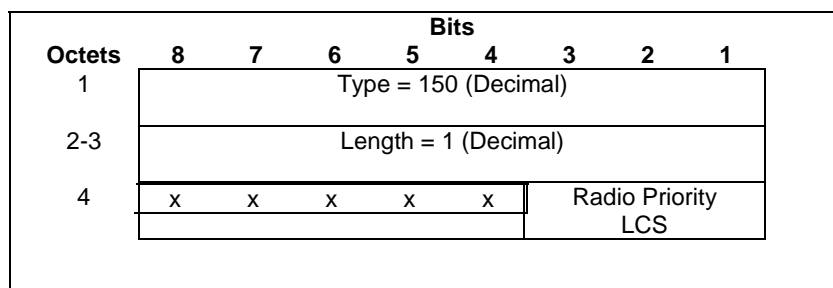 Bits
Octets 8 7 6 5 4 3 2 1
1 Type = 150 (Decimal)
2-3 Length = 1 (Decimal)
4 x x x x x Radio Priority
LCS